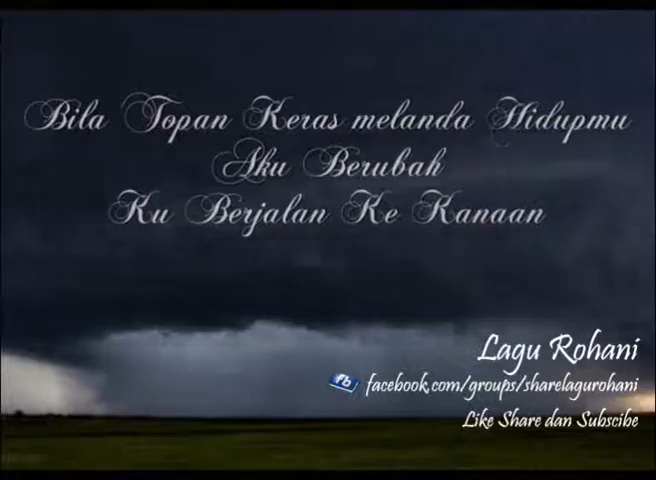 Bila Topan Keras melanda Hidupmu
Aku Berubah
Ku Berjalan Ke Kanaan
Lagu Rohani
fb facebook.com/groups/sharelagurohani
Like Share dan Subscibe